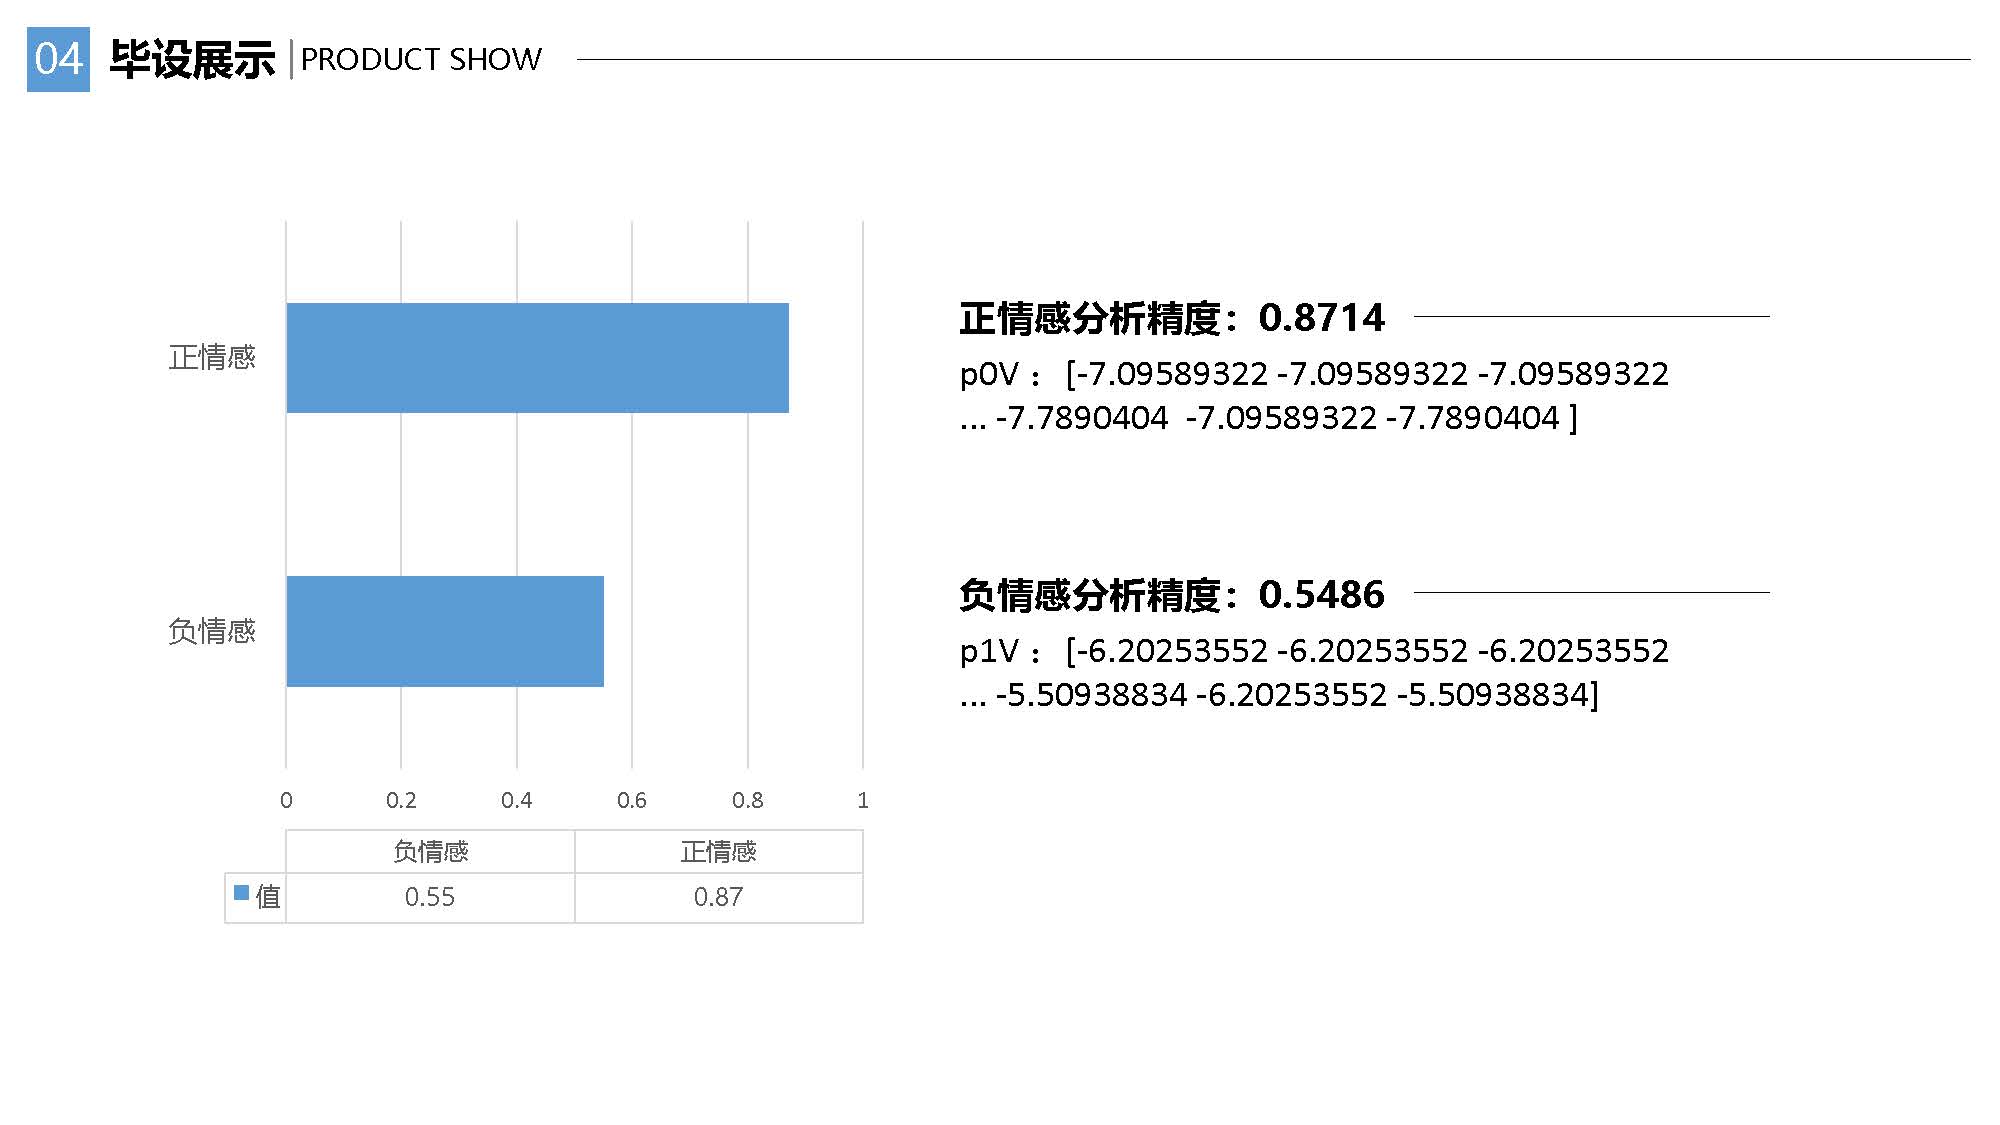 04 毕设展示 PRODUCT SHOW
正情感
负情感
0 0.2 0.4 0.6 0.8 1
负情感 正情感
值 0.55 0.87
正情感分析精度：0.8714
p0V： [-7.09589322 -7.09589322 -7.09589322
... -7.7890404 -7.09589322 -7.7890404 ]
负情感分析精度：0.5486
p1V： [-6.20253552 -6.20253552 -6.20253552
... -5.50938834 -6.20253552 -5.50938834]